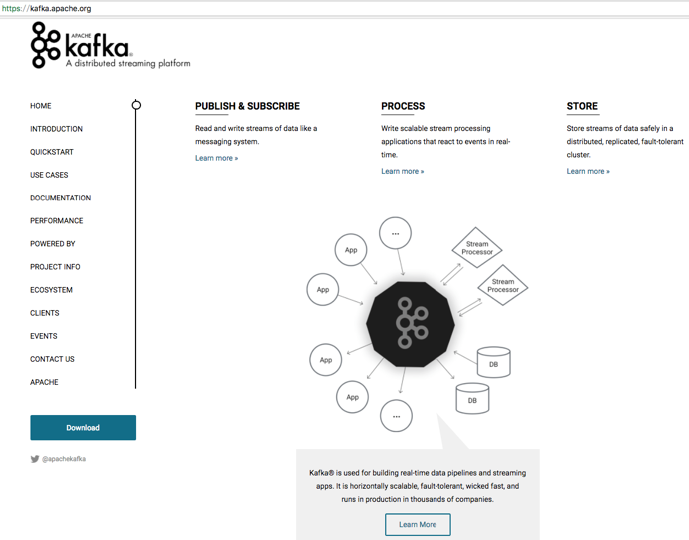 https://kafka.apache.org
APACHE
kafka®
A distributed streaming platform
HOME
INTRODUCTION
QUICKSTART
USE CASES
DOCUMENTATION
PERFORMANCE
POWERED BY
PROJECT INFO
ECOSYSTEM
CLIENTS
EVENTS
CONTACT US
APACHE
Download
@apachekafka
PUBLISH & SUBSCRIBE
Read and write streams of data like a
messaging system.
Learn more »
PROCESS
Write scalable stream processing
applications that react to events in real-
time.
Learn more »
STORE
Store streams of data safely in a
distributed, replicated, fault-tolerant
cluster.
Learn more »
...
App
App
Stream
Processor
Stream
Processor
App
App
...
DB
DB
Kafka® is used for building real-time data pipelines and streaming
apps. It is horizontally scalable, fault-tolerant, wicked fast, and
runs in production in thousands of companies.
Learn More